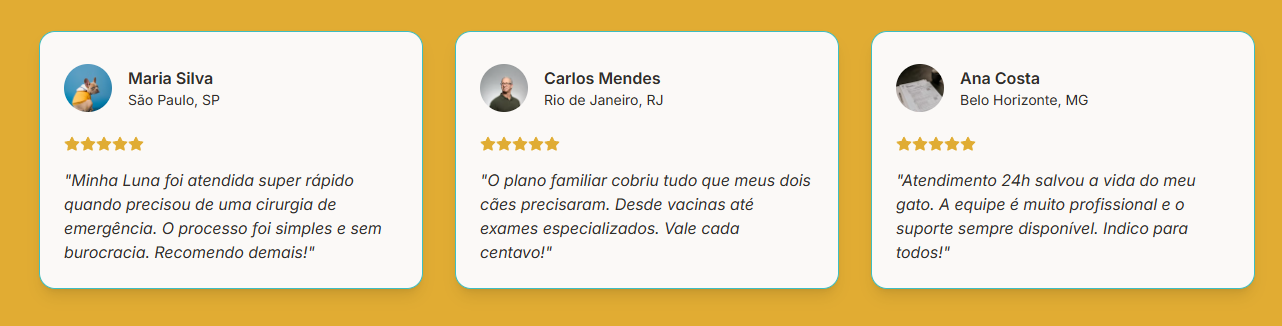 Maria Silva
São Paulo, SP
"Minha Luna foi atendida super rápido
quando precisou de uma cirurgia de
emergência. O processo foi simples e sem
burocracia. Recomendo demais!"
Carlos Mendes
Rio de Janeiro, RJ
"O plano familiar cobriu tudo que meus dois
cães precisaram. Desde vacinas até
exames especializados. Vale cada
centavo!"
Ana Costa
Belo Horizonte, MG
"Atendimento 24h salvou a vida do meu
gato. A equipe é muito profissional e o
suporte sempre disponível. Indico para
todos!"